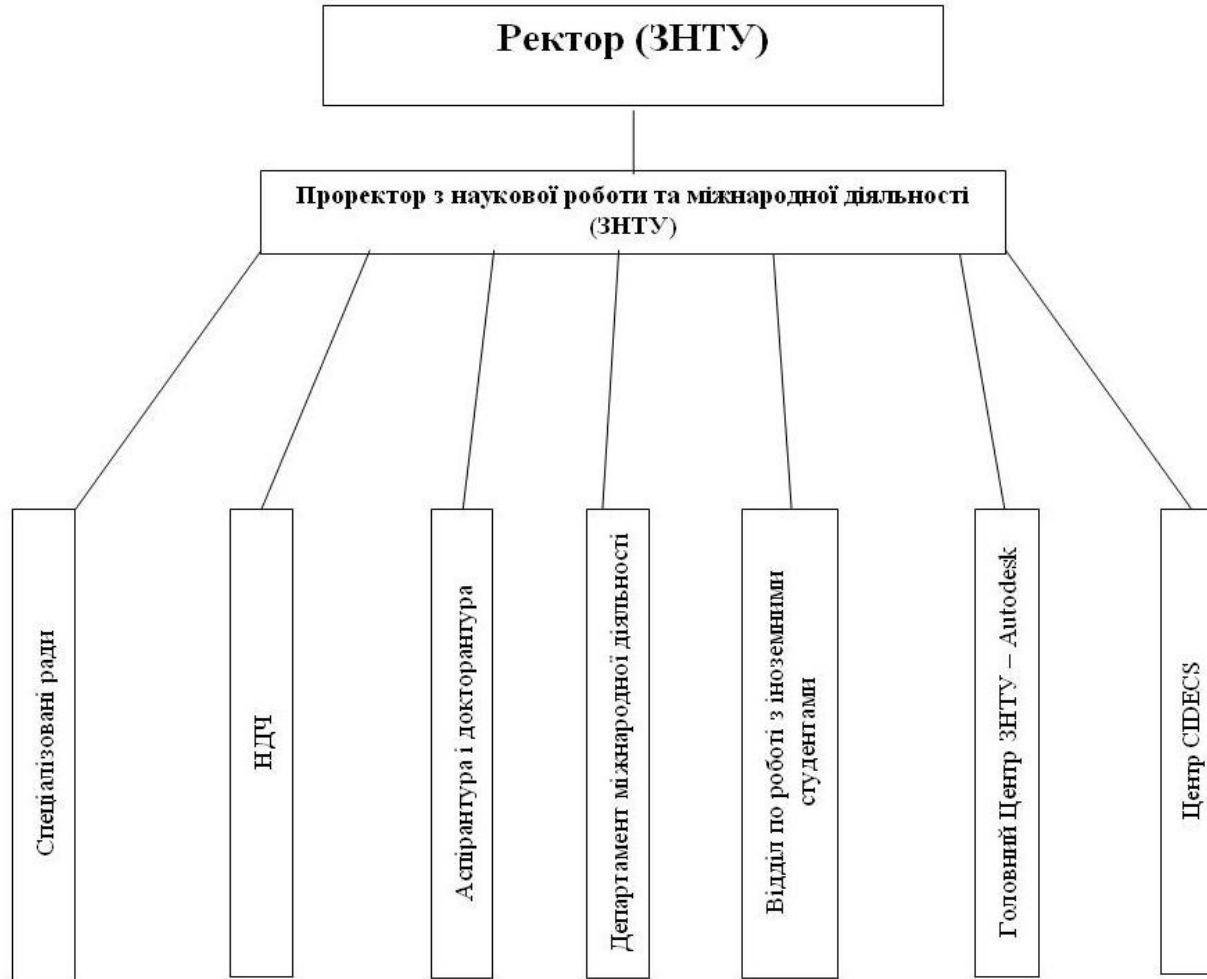 Ректор (ЗНТУ)
Проректор з наукової роботи та міжнародної діяльності
(ЗНТУ)
Спеціалізовані ради
НДЧ
Аспірантура і докторантура
Департамент міжнародної діяльності
Відділ по роботі з іноземними
студентами
Головний Центр ЗНТУ – Autodesk
Центр CIDECS